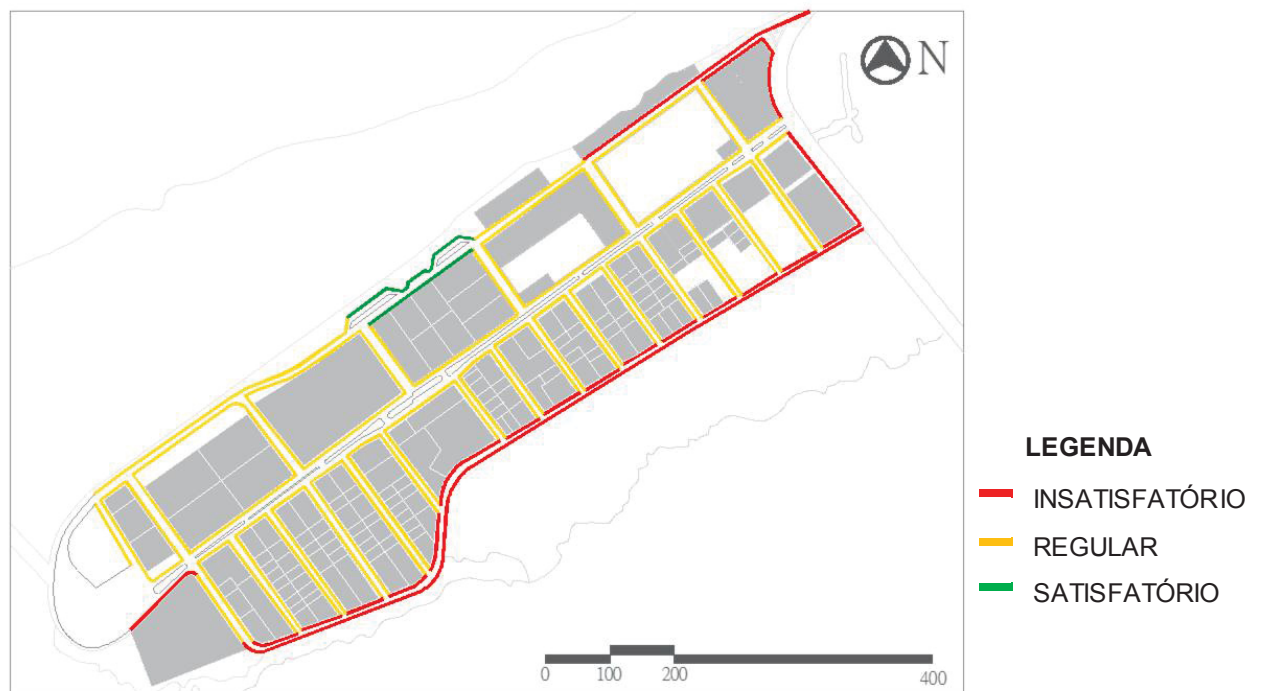 N
LEGENDA
INSATISFATÓRIO
REGULAR
SATISFATÓRIO
0 100 200 400